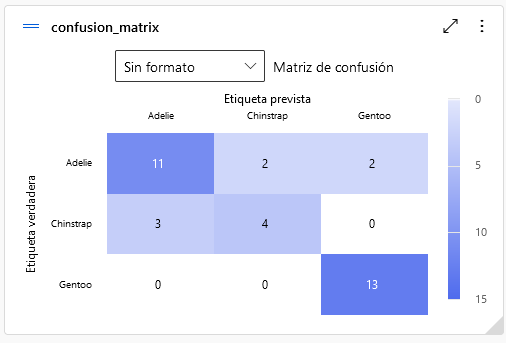 confusion_matrix
Sin formato
Matriz de confusión
Etiqueta prevista
Adelie Chinstrap Gentoo
Etiqueta verdadera
Adelie 11 2 2
Chinstrap 3 4 0
Gentoo 0 0 13
0
5
10
15